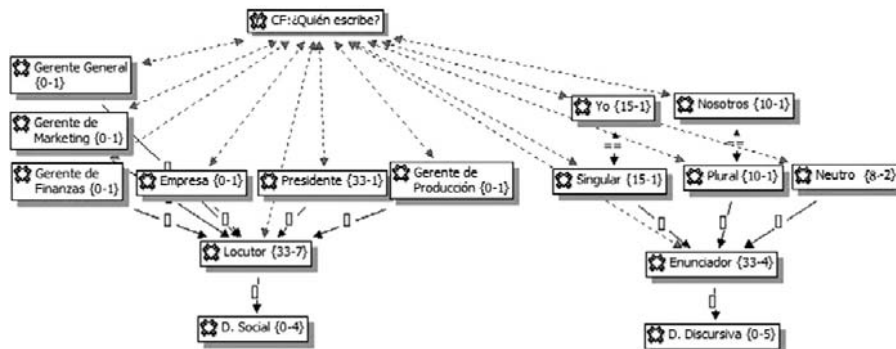 CF:¿Quién escribe?
Gerente General
{0-1}
Yo {15-1}
Nosotros {10-1}
Gerente de
Marketing {0-1}
==
==
Gerente de
Finanzas {0-1}
Empresa {0-1}
Presidente {33-1}
Gerente de
Producción {0-1}
Singular {15-1}
Plural {10-1}
Neutro {8-2}
[]
[]
[]
[]
[]
[]
[]
[]
Locutor {33-7}
Enunciador {33-4}
[]
[]
D. Social {0-4}
D. Discursiva {0-5}